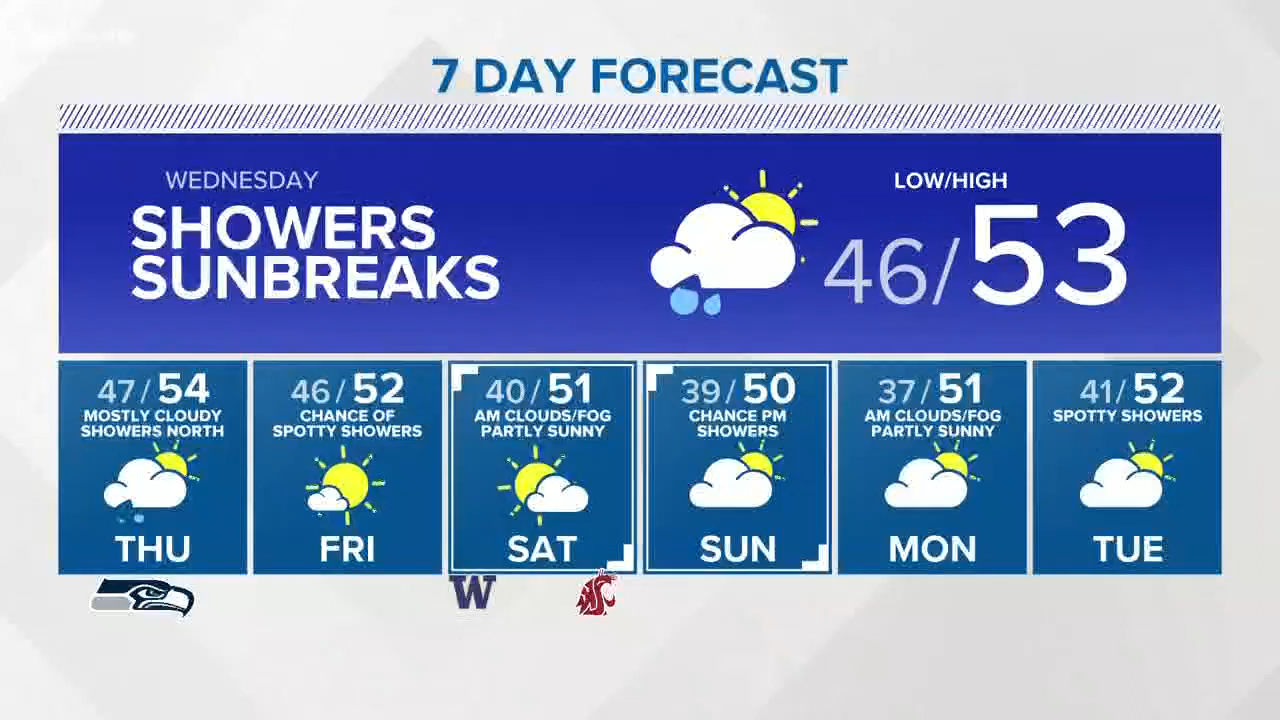 7 DAY FORECAST
WEDNESDAY
SHOWERS
SUNBREAKS
LOW/HIGH
46/53
47/54
MOSTLY CLOUDY
SHOWERS NORTH
THU
46/52
CHANCE OF
SPOTTY SHOWERS
FRI
40/51
AM CLOUDS/FOG
PARTLY SUNNY
SAT
39/50
CHANCE PM
SHOWERS
SUN
37/51
AM CLOUDS/FOG
PARTLY SUNNY
MON
41/52
SPOTTY SHOWERS
TUE
W